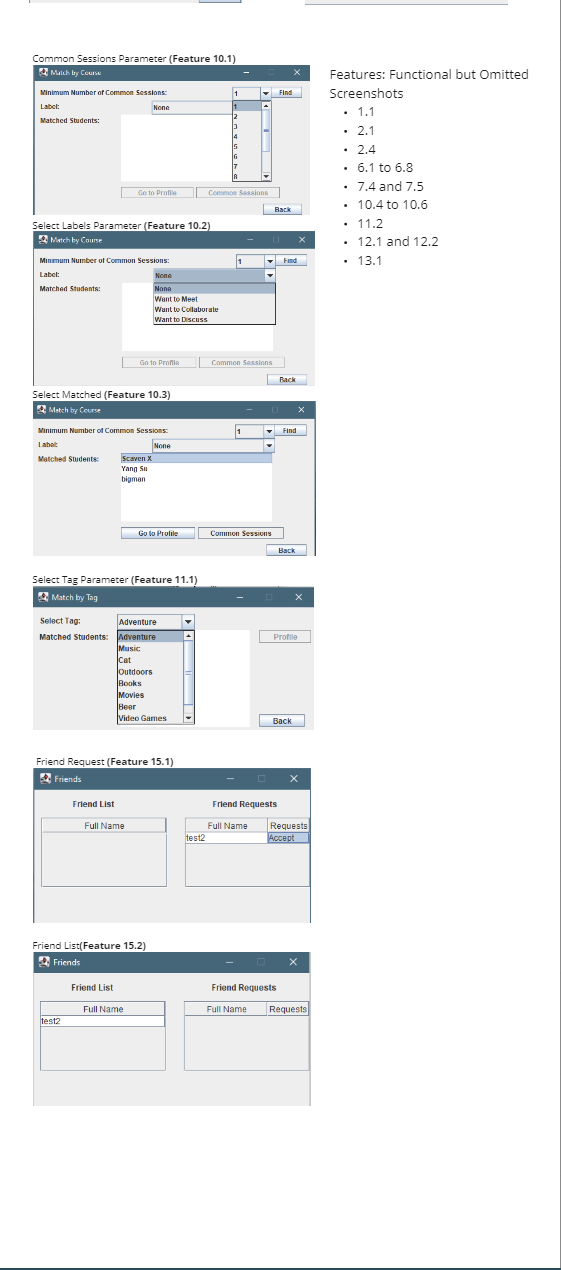 Common Sessions Parameter (Feature 10.1)
Match by Course
Minimum Number of Common Sessions:
1
Find
Label:
None
1
Matched Students:
2
3
4
5
6
7
8
Go to Profile
Common Sessions
Back
Select Labels Parameter (Feature 10.2)
Match by Course
Minimum Number of Common Sessions:
1
Find
Label:
None
Matched Students:
None
Want to Meet
Want to Collaborate
Want to Discuss
Go to Profile
Common Sessions
Back
Select Matched (Feature 10.3)
Match by Course
Minimum Number of Common Sessions:
1
Find
Label:
None
Matched Students:
Scaven X
Yang Su
bigman
Go to Profile
Common Sessions
Back
Select Tag Parameter (Feature 11.1)
Match by Tag
Select Tag:
Adventure
Matched Students:
Adventure
Music
Cat
Outdoors
Books
Movies
Beer
Video Games
Profile
Back
Friend Request (Feature 15.1)
Friends
Friend List
Friend Requests
Full Name
Full Name
Requests
test2
Accept
Friend List(Feature 15.2)
Friends
Friend List
Friend Requests
Full Name
Full Name
Requests
test2
Features: Functional but Omitted
Screenshots
• 1.1
• 2.1
• 2.4
• 6.1 to 6.8
• 7.4 and 7.5
• 10.4 to 10.6
• 11.2
• 12.1 and 12.2
• 13.1